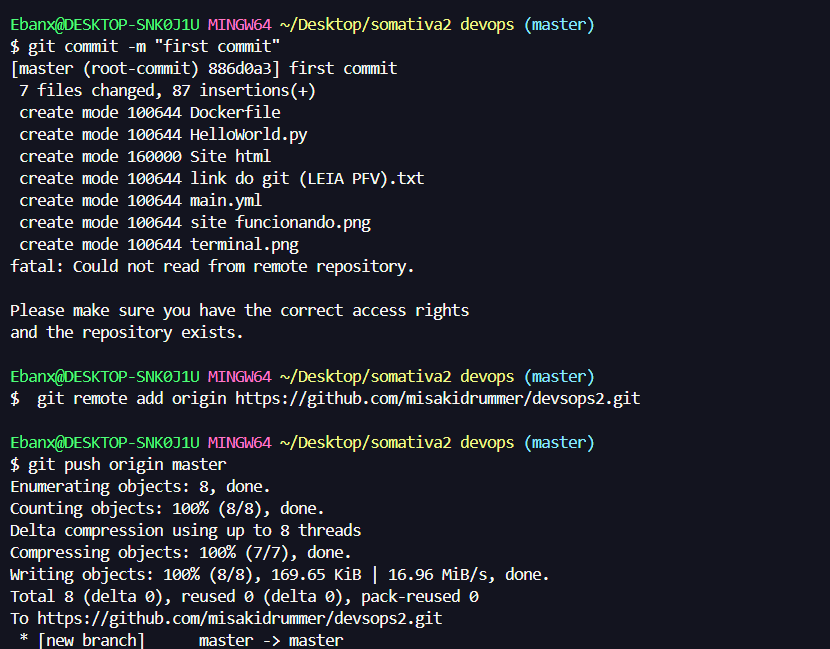 Ebanx@DESKTOP-SNK0J1U MINGW64 ~/Desktop/somativa2 devops (master)
$ git commit -m "first commit"
[master (root-commit) 886d0a3] first commit
 7 files changed, 87 insertions(+)
 create mode 100644 Dockerfile
 create mode 100644 HelloWorld.py
 create mode 160000 Site html
 create mode 100644 link do git (LEIA PFV).txt
 create mode 100644 main.yml
 create mode 100644 site funcionando.png
 create mode 100644 terminal.png
fatal: Could not read from remote repository.

Please make sure you have the correct access rights
and the repository exists.

Ebanx@DESKTOP-SNK0J1U MINGW64 ~/Desktop/somativa2 devops (master)
$  git remote add origin https://github.com/misakidrummer/devsops2.git

Ebanx@DESKTOP-SNK0J1U MINGW64 ~/Desktop/somativa2 devops (master)
$ git push origin master
Enumerating objects: 8, done.
Counting objects: 100% (8/8), done.
Delta compression using up to 8 threads
Compressing objects: 100% (7/7), done.
Writing objects: 100% (8/8), 169.65 KiB | 16.96 MiB/s, done.
Total 8 (delta 0), reused 0 (delta 0), pack-reused 0
To https://github.com/misakidrummer/devsops2.git
 * [new branch]      master -> master